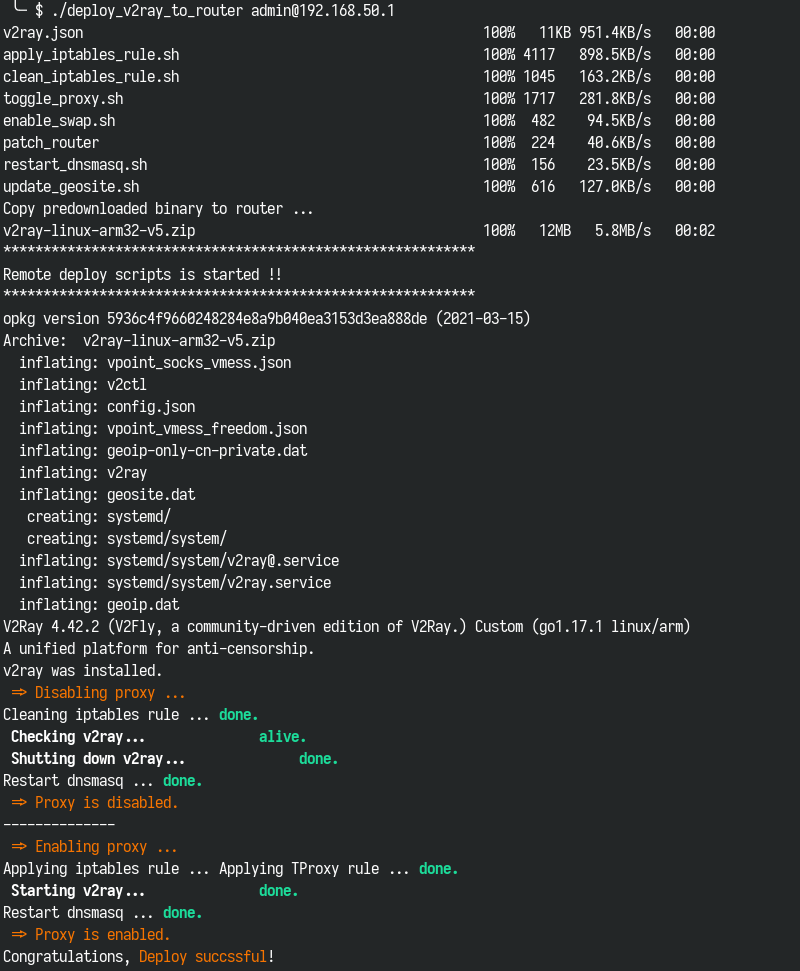 ╰─ $ ./deploy_v2ray_to_router admin@192.168.50.1
v2ray.json 100% 11KB 951.4KB/s 00:00
apply_iptables_rule.sh 100% 4117 898.5KB/s 00:00
clean_iptables_rule.sh 100% 1045 163.2KB/s 00:00
toggle_proxy.sh 100% 1717 281.8KB/s 00:00
enable_swap.sh 100% 482 94.5KB/s 00:00
patch_router 100% 224 40.6KB/s 00:00
restart_dnsmasq.sh 100% 156 23.5KB/s 00:00
update_geosite.sh 100% 616 127.0KB/s 00:00
Copy predownloaded binary to router ...
v2ray-linux-arm32-v5.zip 100% 12MB 5.8MB/s 00:02
***********************************************************
Remote deploy scripts is started !!
***********************************************************
opkg version 5936c4f9660248284e8a9b040ea3153d3ea888de (2021-03-15)
Archive:  v2ray-linux-arm32-v5.zip
inflating: vpoint_socks_vmess.json
inflating: v2ctl
inflating: config.json
inflating: vpoint_vmess_freedom.json
inflating: geoip-only-cn-private.dat
inflating: v2ray
inflating: geosite.dat
creating: systemd/
creating: systemd/system/
inflating: systemd/system/v2ray@.service
inflating: systemd/system/v2ray.service
inflating: geoip.dat
V2Ray 4.42.2 (V2Fly, a community-driven edition of V2Ray.) Custom (go1.17.1 linux/arm)
A unified platform for anti-censorship.
v2ray was installed.
=> Disabling proxy ...
Cleaning iptables rule ... done.
Checking v2ray... alive.
Shutting down v2ray... done.
Restart dnsmasq ... done.
=> Proxy is disabled.
--------------
=> Enabling proxy ...
Applying iptables rule ... Applying TProxy rule ... done.
Starting v2ray... done.
Restart dnsmasq ... done.
=> Proxy is enabled.
Congratulations, Deploy succssful!